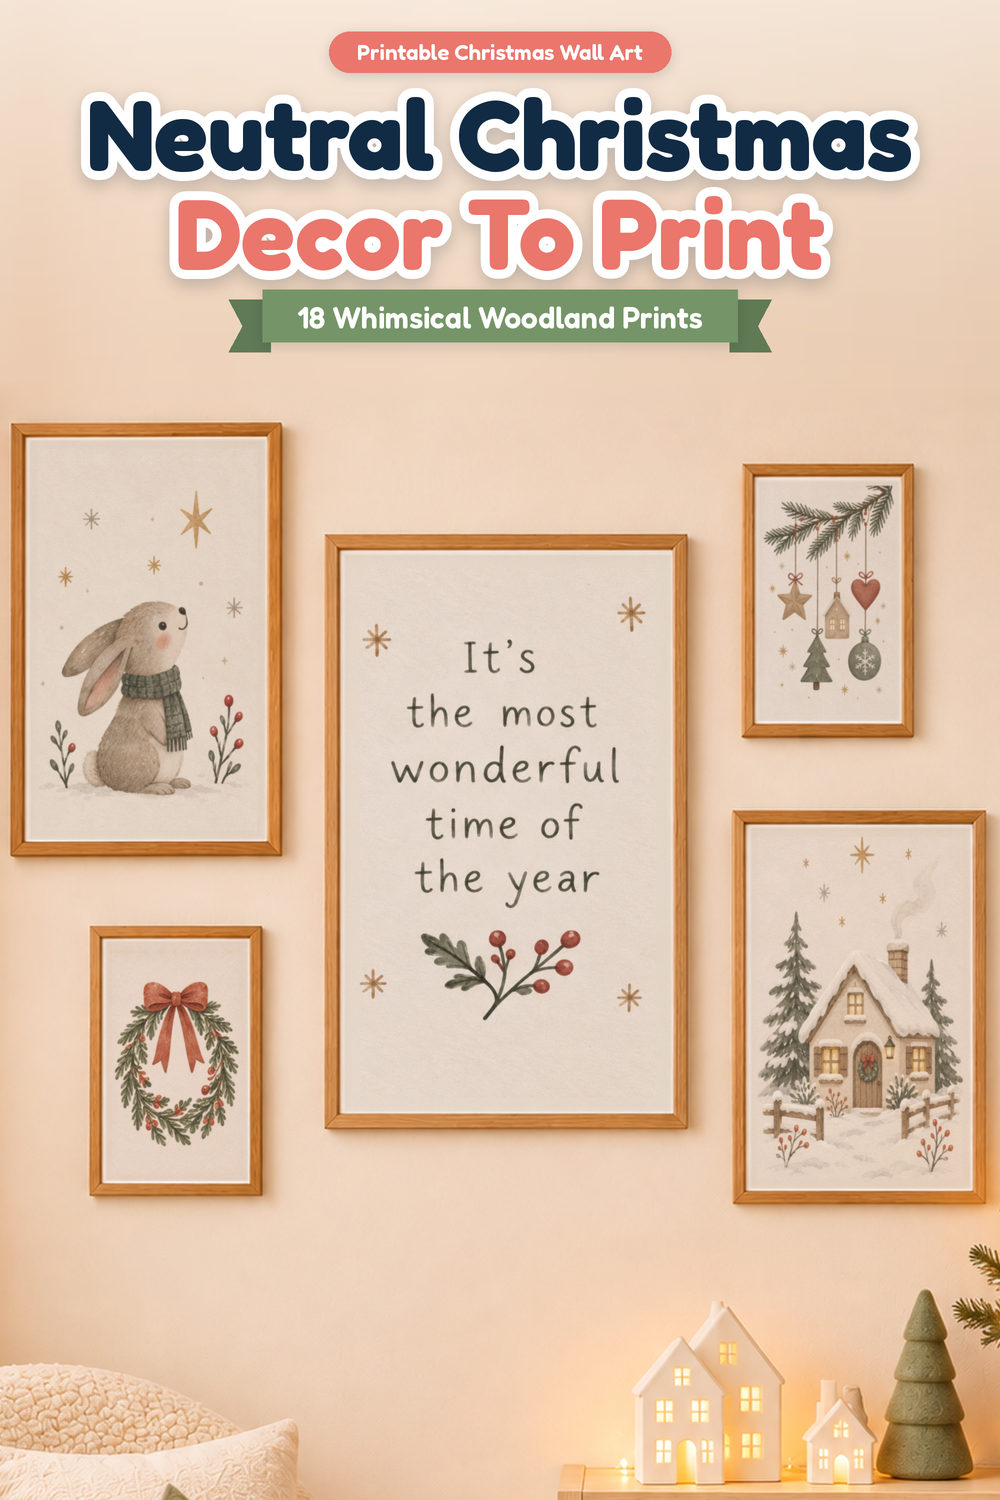 Printable Christmas Wall Art
Neutral Christmas
Decor To Print
18 Whimsical Woodland Prints
It's
the most
wonderful
time of
the year